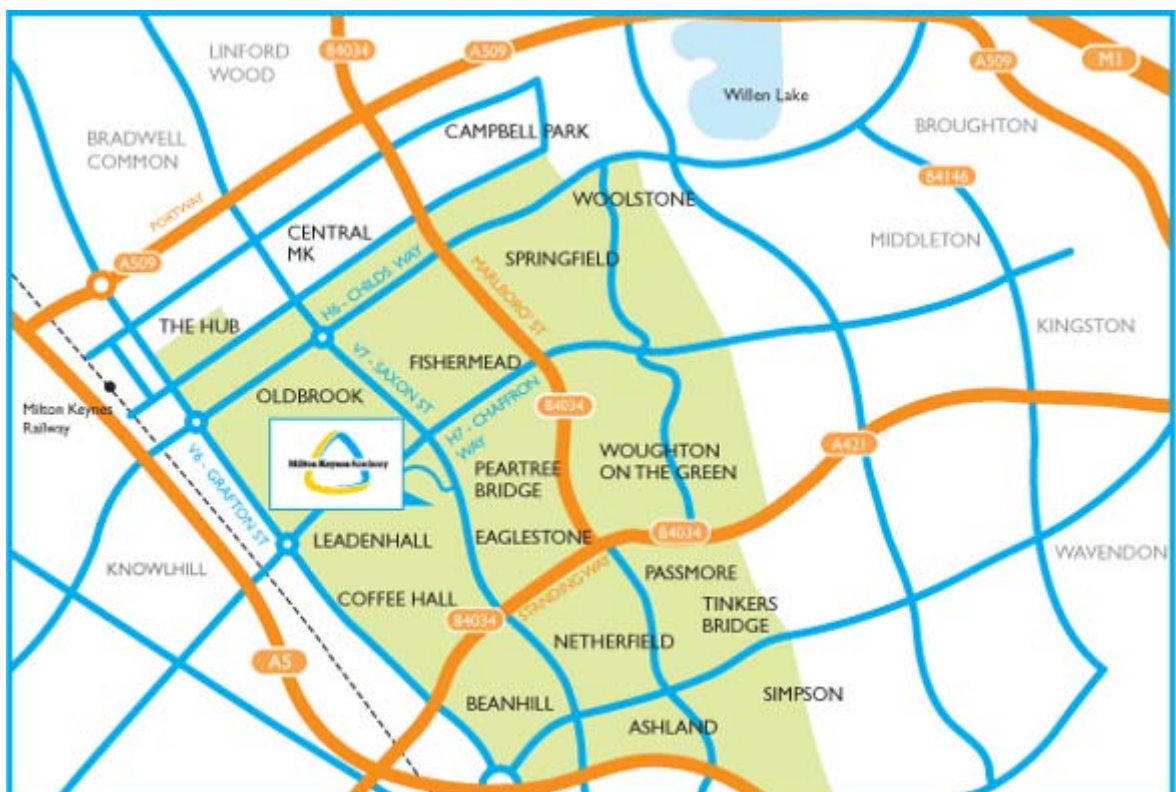 LINFORD
WOOD
B4034
A509
A509
M1
BRADWELL
COMMON
CAMPBELL PARK
Willen Lake
BROUGHTON
B4146
PORTWAY
WOOLSTONE
CENTRAL
MK
MIDDLETON
A509
SPRINGFIELD
H6 - CHILDS WAY
MARLBORO' ST
THE HUB
KINGSTON
V7 - SAXON ST
FISHERMEAD
OLDBROOK
Milton Keynes
Railway
B4034
H7 - CHAFFRON
WAY
A421
Milton Keynes Academy
V6 - GRAFTON ST
PEARTREE
BRIDGE
WOUGHTON
ON THE GREEN
LEADENHALL
EAGLESTONE
B4034
WAVENDON
KNOWLHILL
PASSMORE
STANDING WAY
COFFEE HALL
TINKERS
BRIDGE
B4034
NETHERFIELD
A5
BEANHILL
SIMPSON
ASHLAND